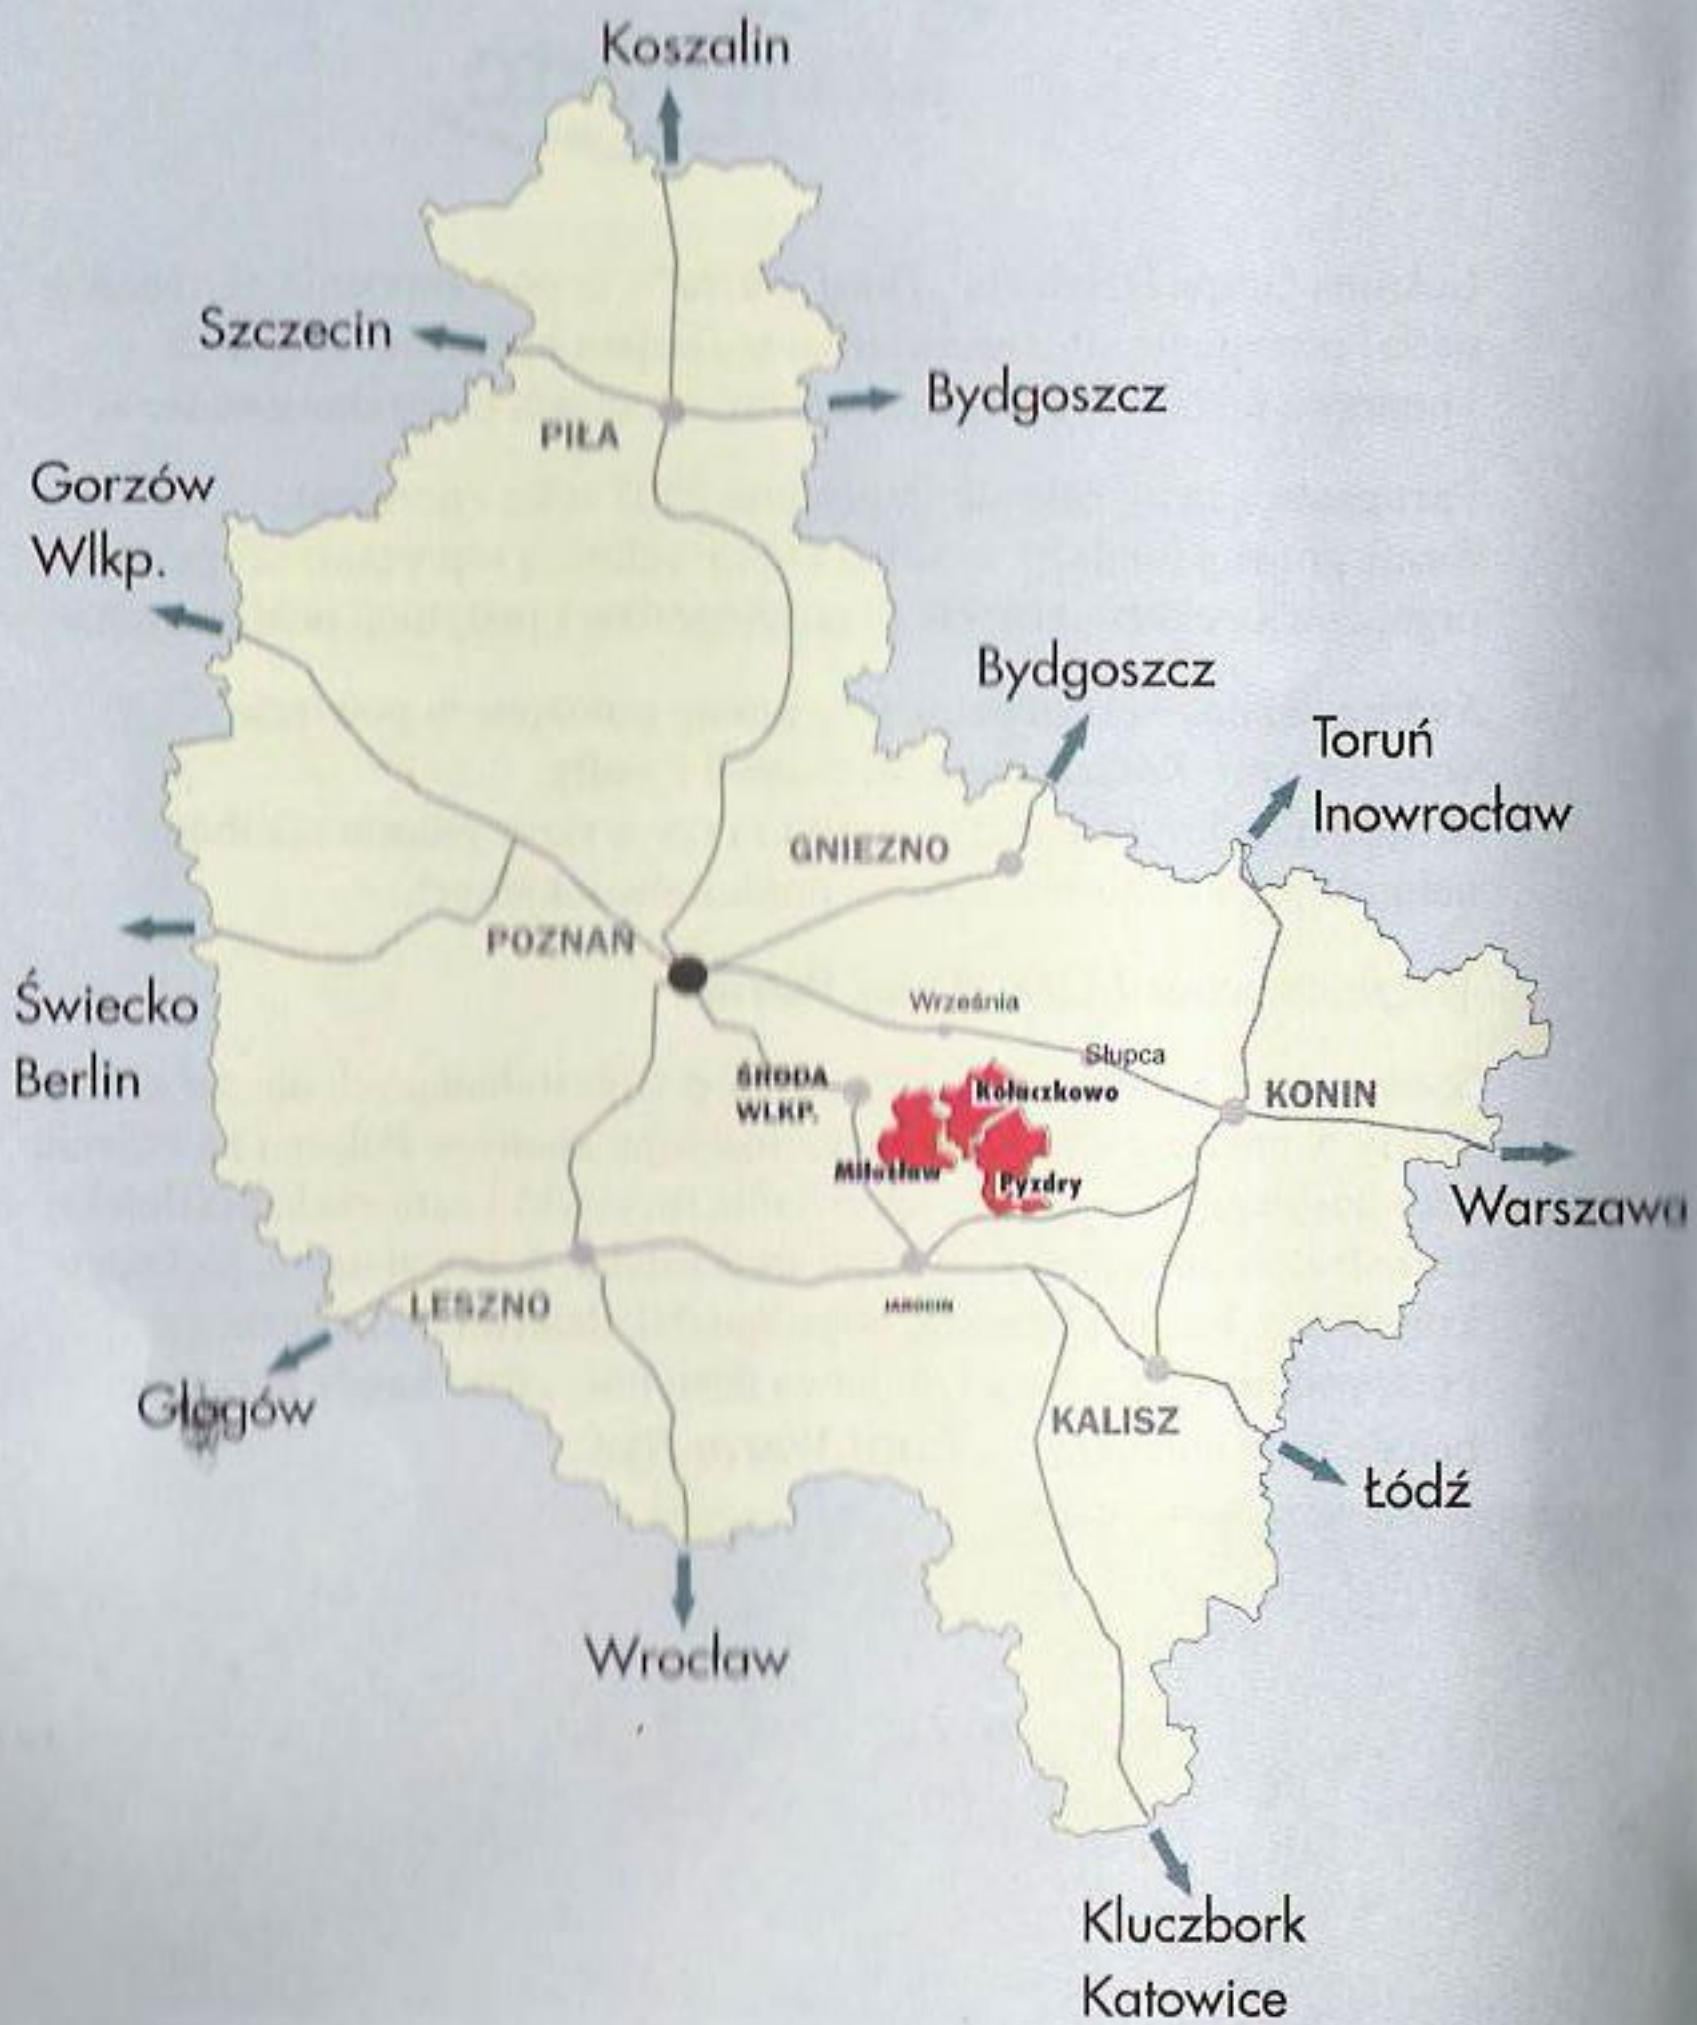 Koszalin
Szczecin
Bydgoszcz
PIŁA
Gorzów
Wlkp.
Bydgoszcz
Toruń
Inowrocław
GNIEZNO
POZNAŃ
Świecko
Berlin
Września
Słupca
ŚRODA
WLKP.
Kołaczkowo
KONIN
Miłosław
Pyzdry
Warszawa
LESZNO
JAROCIN
Głogów
KALISZ
Łódź
Wrocław
Kluczbork
Katowice